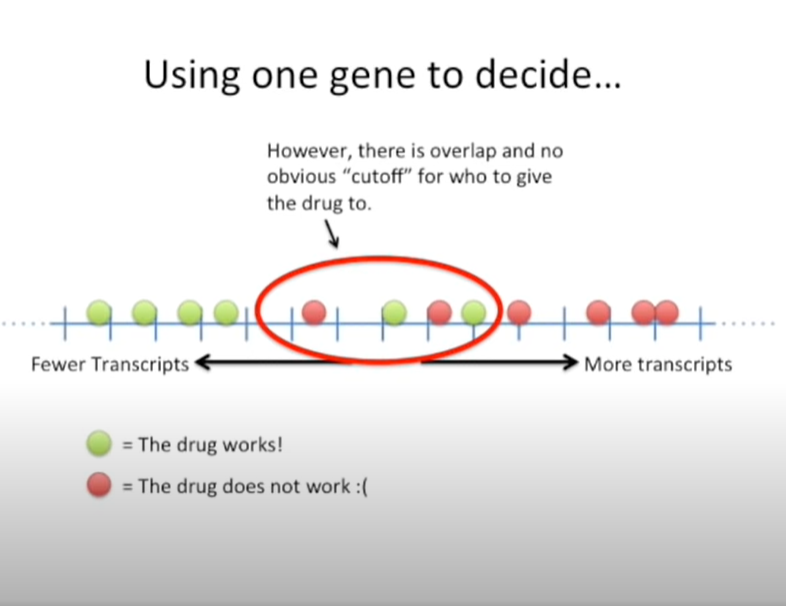 Using one gene to decide...
However, there is overlap and no
obvious “cutoff” for who to give
the drug to.
Fewer Transcripts
More transcripts
= The drug works!
= The drug does not work :(